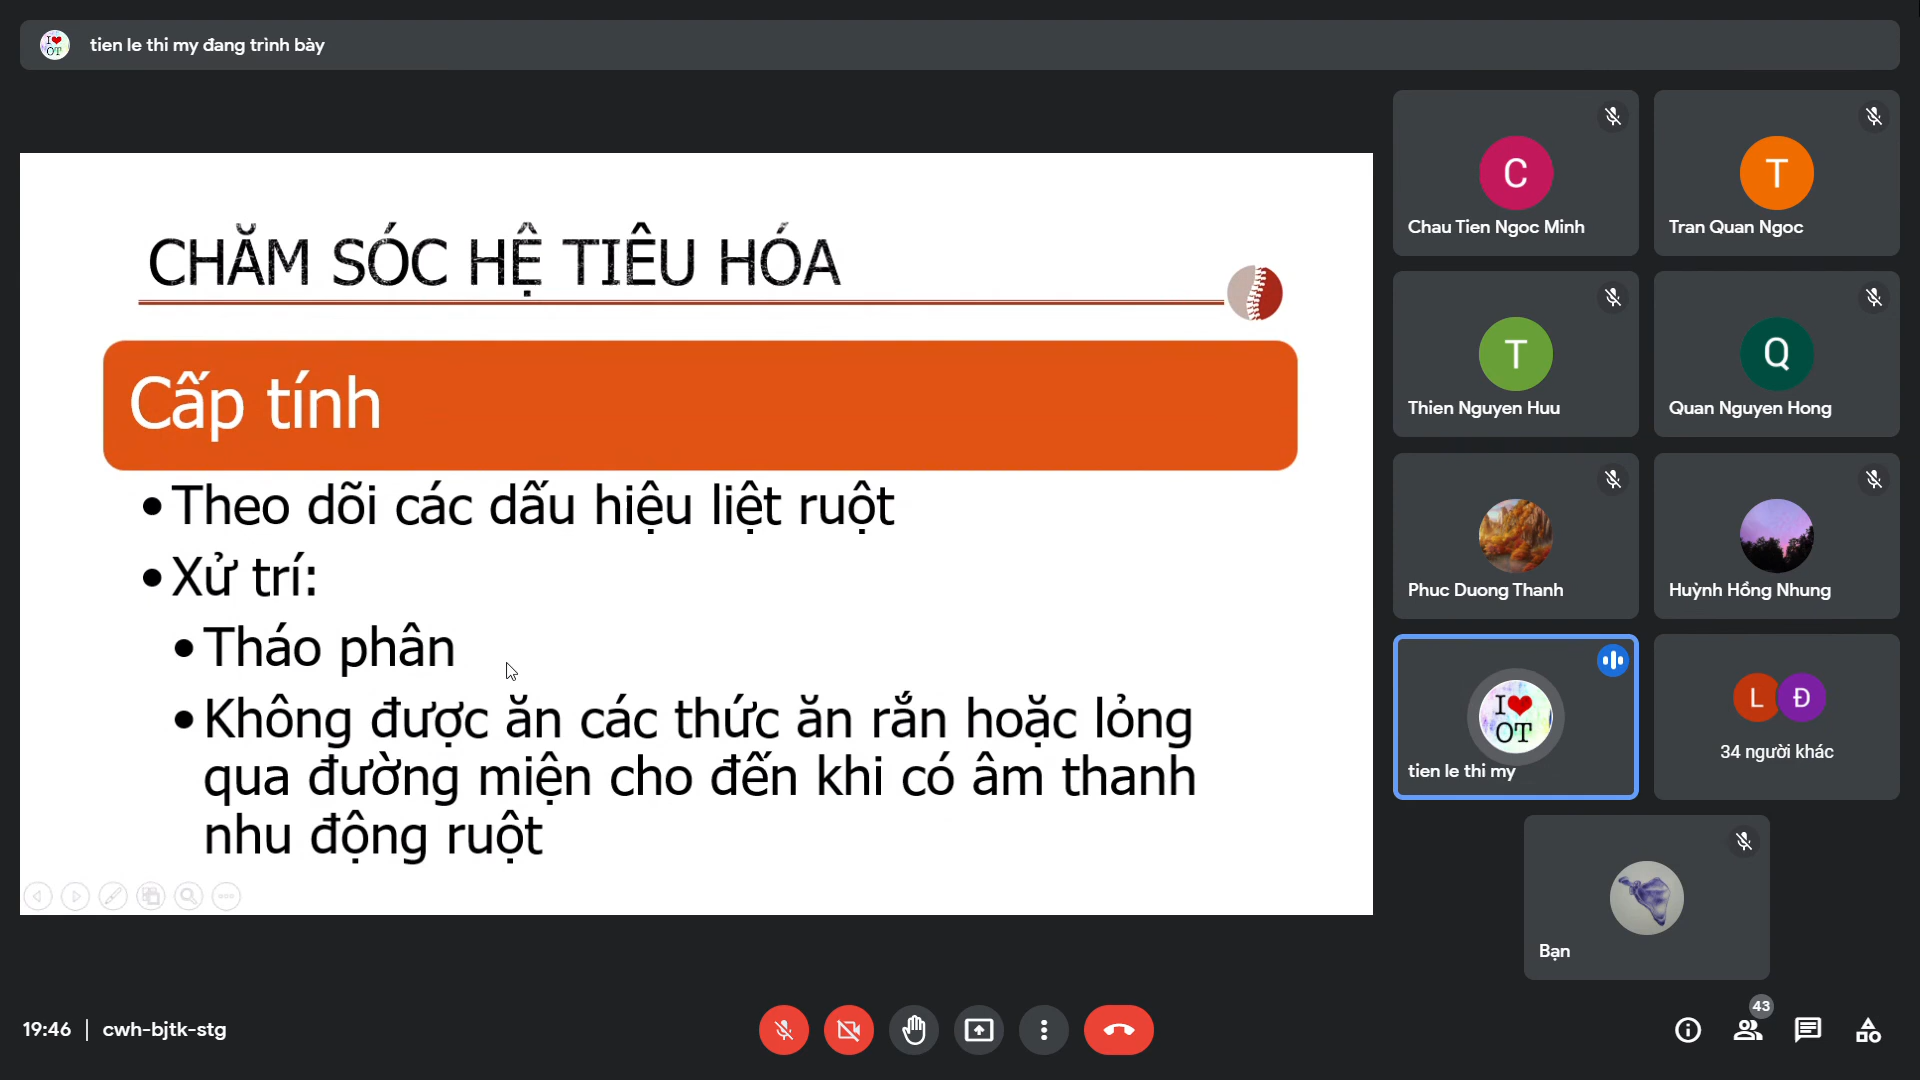 I ❤ OT
tien le thi my đang trình bày
CHĂM SÓC HỆ TIÊU HÓA
Cấp tính
• Theo dõi các dấu hiệu liệt ruột
• Xử trí:
• Tháo phân
• Không được ăn các thức ăn rắn hoặc lỏng
qua đường miện cho đến khi có âm thanh
nhu động ruột
C
Chau Tien Ngoc Minh
T
Tran Quan Ngoc
T
Thien Nguyen Huu
Q
Quan Nguyen Hong
Phuc Duong Thanh
Huỳnh Hồng Nhung
I ❤
OT
tien le thi my
L Đ
34 người khác
Bạn
19:46 | cwh-bjtk-stg
43